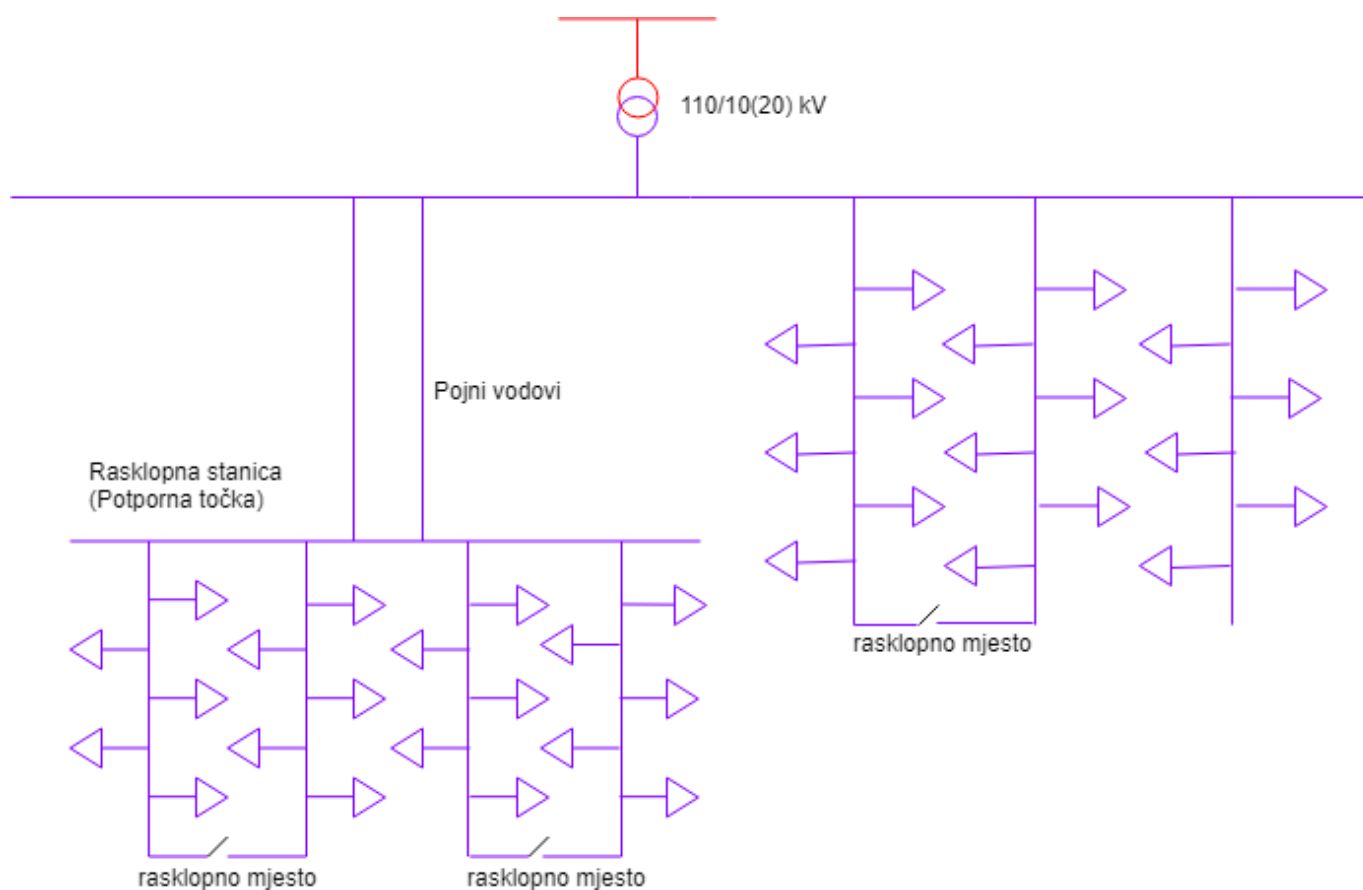 110/10(20) kV
Pojni vodovi
Rasklopna stanica
(Potporna točka)
rasklopno mjesto
rasklopno mjesto
rasklopno mjesto